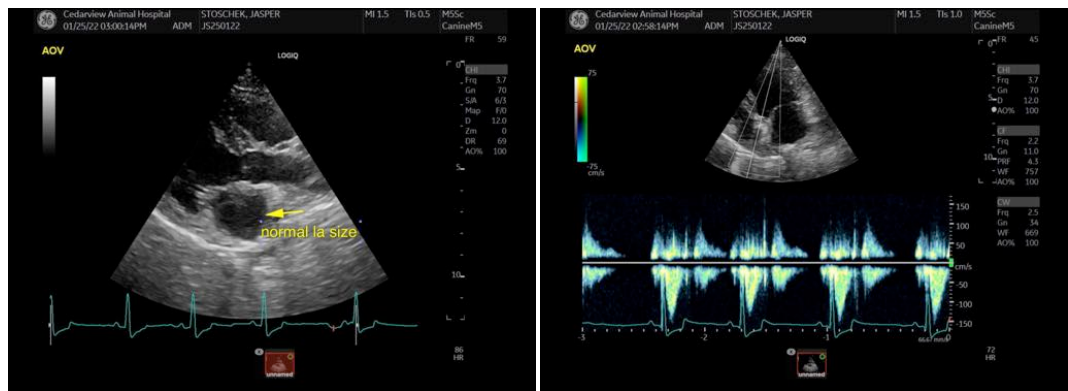 Cedarview Animal Hospital
01/25/22 03:00:14PM ADM
STOSCHEK, JASPER
JS250122
MI 1.5 TIs 0.5
M5Sc
CanineM5
AOV
LOGIQ
FR 59
CHI
Frq 3.7
Gn 70
S/A 6/3
Map F/0
D 12.0
Zm 0
DR 69
AO% 100
0
5
10
normal la size
86
HR
unnamed
Cedarview Animal Hospital
01/25/22 02:58:14PM ADM
STOSCHEK, JASPER
JS250122
MI 1.5 TIs 1.0
M5Sc
CanineM5
AOV
LOGIQ
FR 45
CHI
Frq 3.7
Gn 70
D 12.0
AO% 100
CF
Frq 2.2
Gn 11.0
PRF 4.3
WF 757
AO% 100
CW
Frq 2.5
Gn 34
WF 669
AO% 100
75
-75
cm/s
0
5
10
150
100
50
cm/s
-50
-100
-150
-3
-2
-1
0
72
HR
unnamed